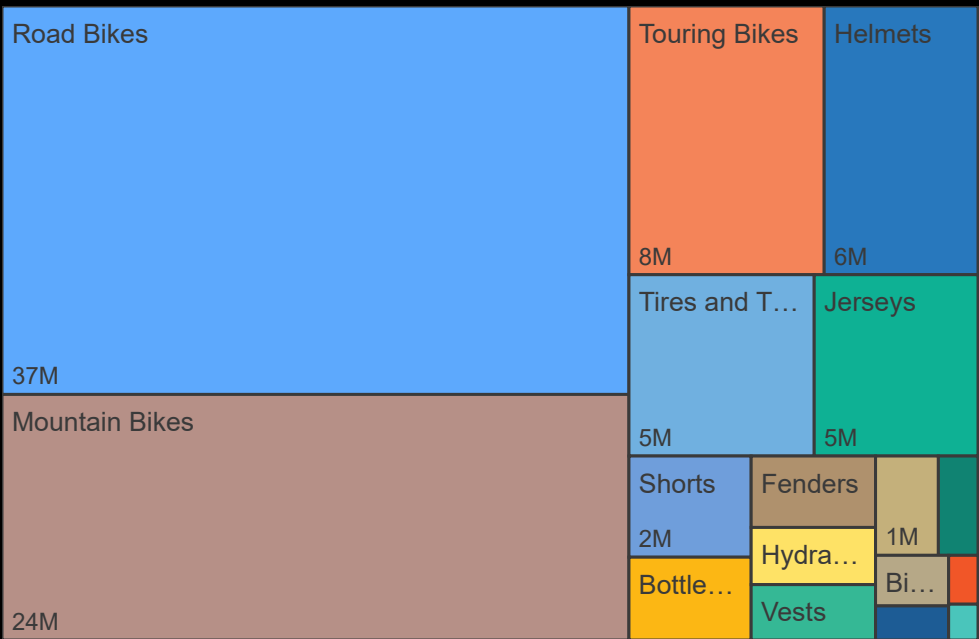 Road Bikes
37M
Mountain Bikes
24M
Touring Bikes
8M
Helmets
6M
Tires and T…
5M
Jerseys
5M
Shorts
2M
Bottle…
Fenders
Hydra…
Vests
1M
Bi…